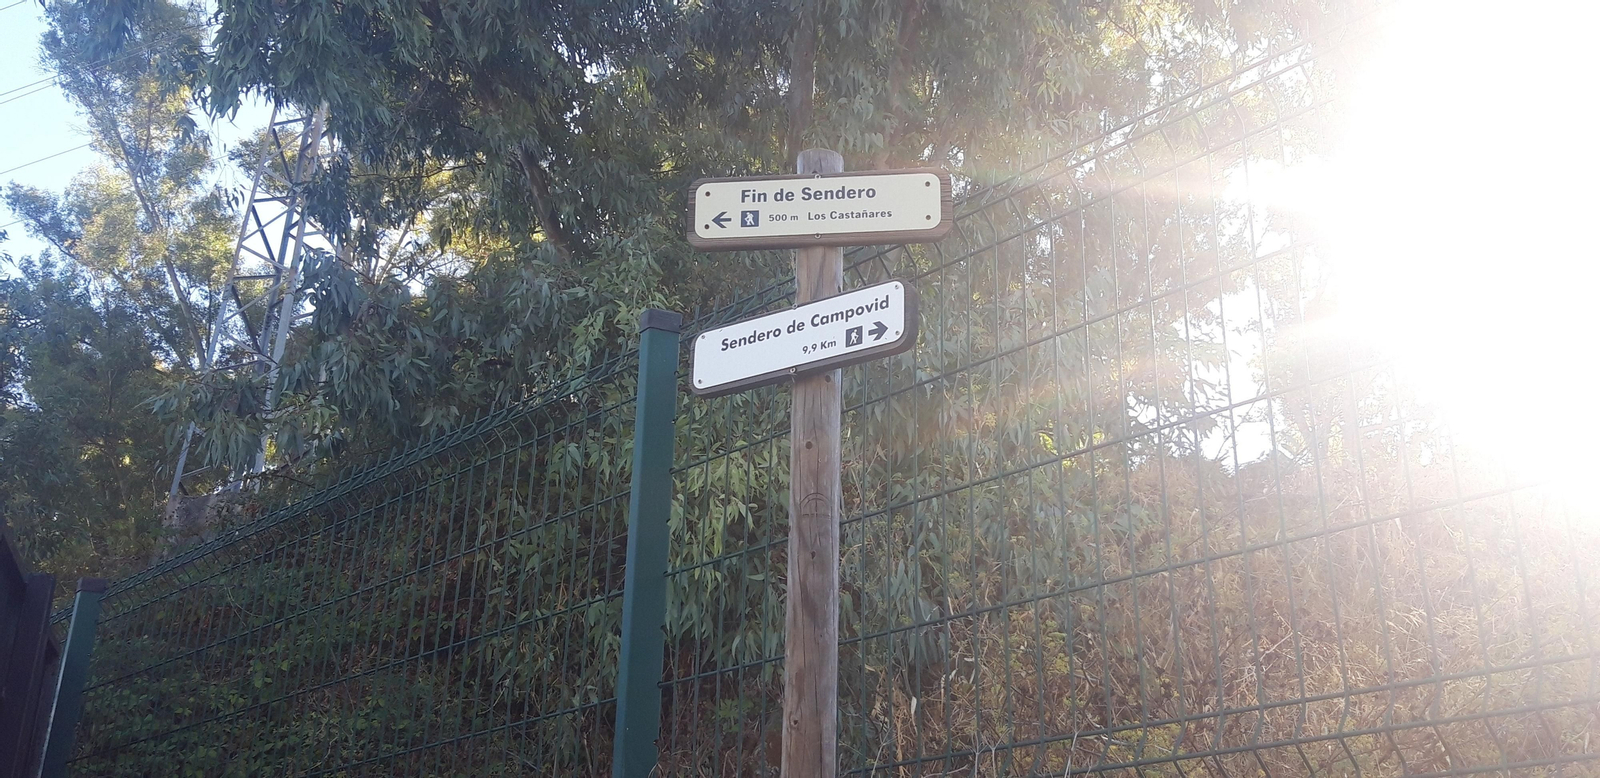 Fin de Sendero
500 m Los Castañares
Sendero de Campovid
9,9 Km